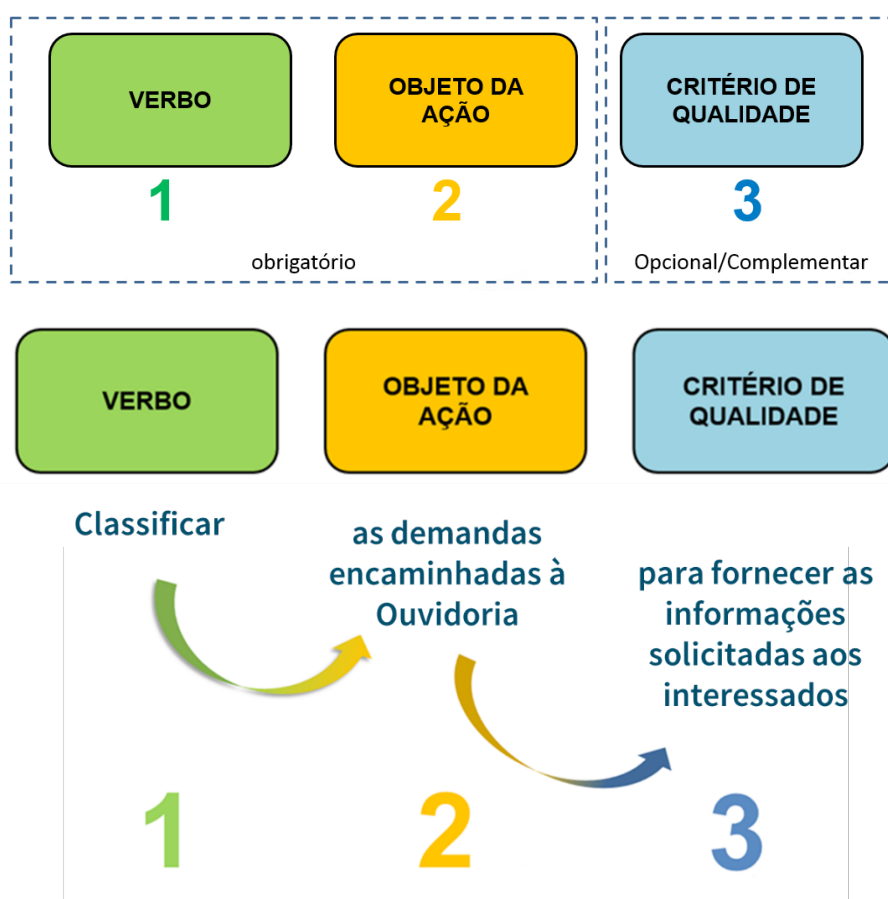 VERBO
OBJETO DA
AÇÃO
CRITÉRIO DE
QUALIDADE
1
2
3
obrigatório
Opcional/Complementar
VERBO
OBJETO DA
AÇÃO
CRITÉRIO DE
QUALIDADE
Classificar
as demandas
encaminhadas à
Ouvidoria
para fornecer as
informações
solicitadas aos
interessados
1
2
3